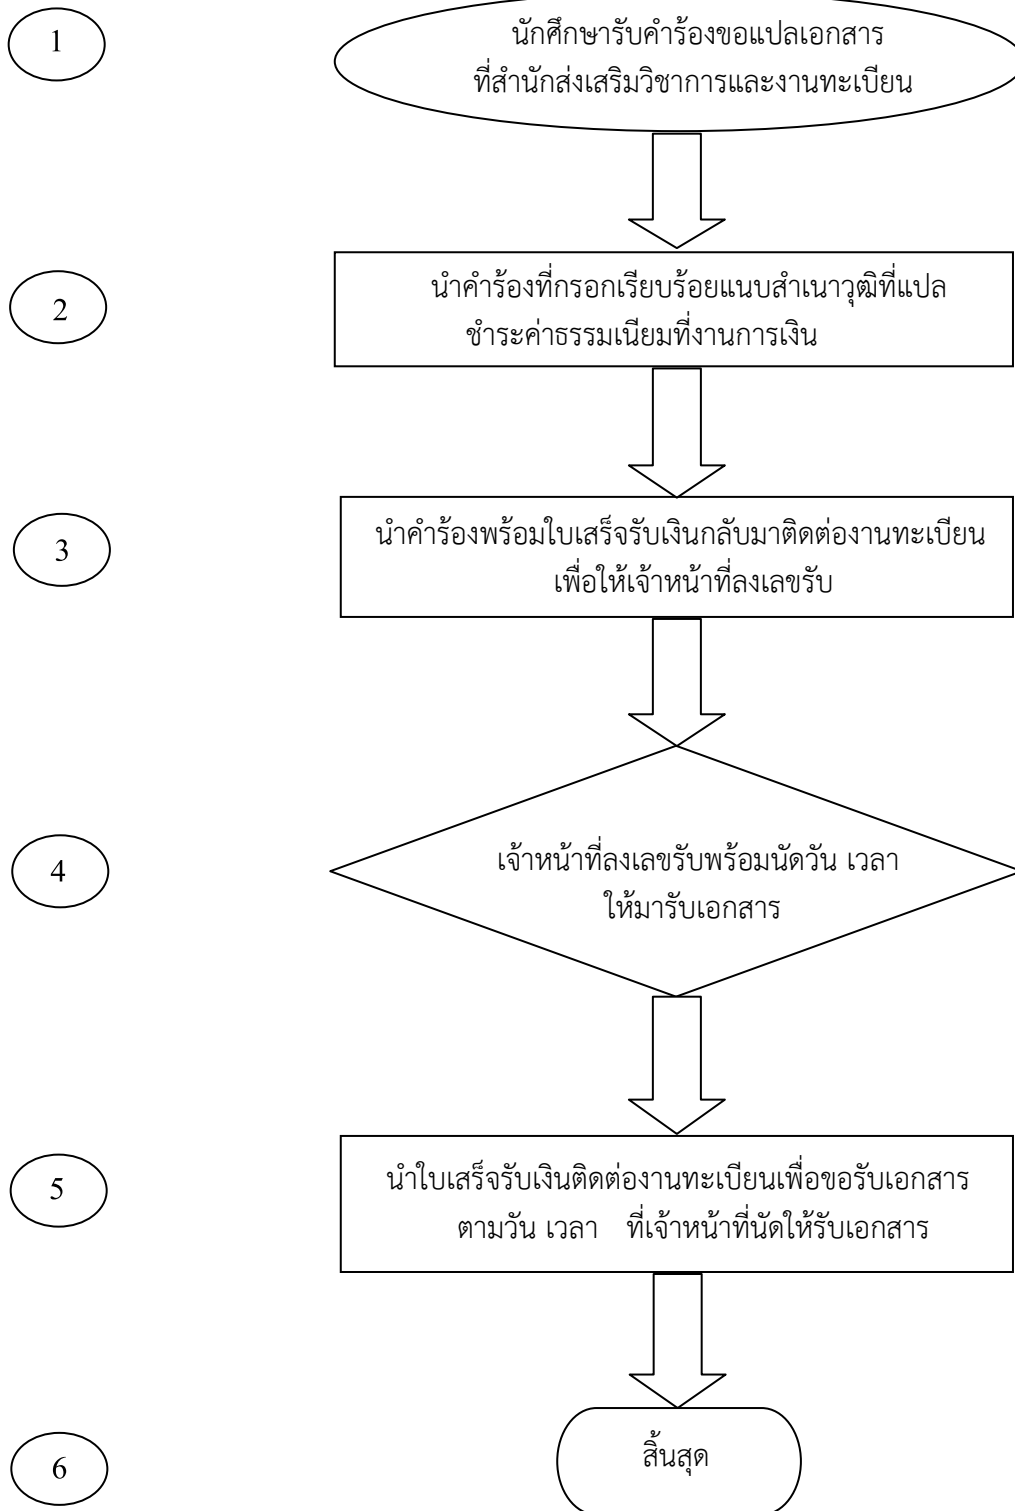 1
นักศึกษารับคำร้องขอแปลเอกสาร
ที่สำนักส่งเสริมวิชาการและงานทะเบียน
2
นำคำร้องที่กรอกเรียบร้อยแนบสำเนาวุฒิที่แปล
ชำระค่าธรรมเนียมที่งานการเงิน
3
นำคำร้องพร้อมใบเสร็จรับเงินกลับมาติดต่องานทะเบียน
เพื่อให้เจ้าหน้าที่ลงเลขรับ
4
เจ้าหน้าที่ลงเลขรับพร้อมนัดวัน เวลา
ให้มารับเอกสาร
5
นำใบเสร็จรับเงินติดต่องานทะเบียนเพื่อขอรับเอกสาร
ตามวัน เวลา ที่เจ้าหน้าที่นัดให้รับเอกสาร
6
สิ้นสุด